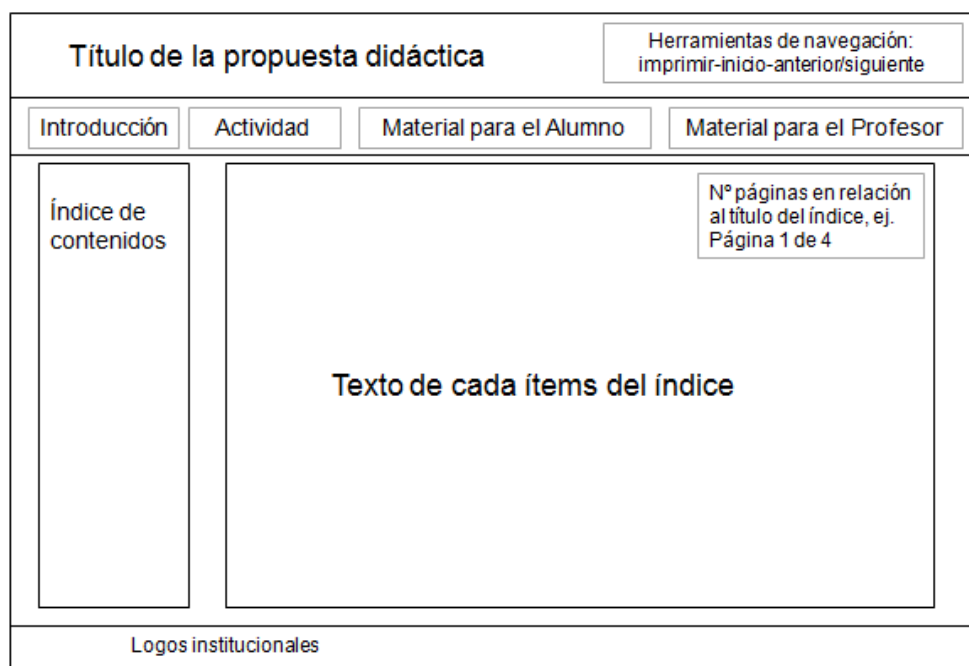 Título de la propuesta didáctica
Herramientas de navegación:
imprimir-inicio-anterior/siguiente
Introducción
Actividad
Material para el Alumno
Material para el Profesor
Índice de
contenidos
Nº páginas en relación
al título del índice, ej.
Página 1 de 4
Texto de cada ítems del índice
Logos institucionales